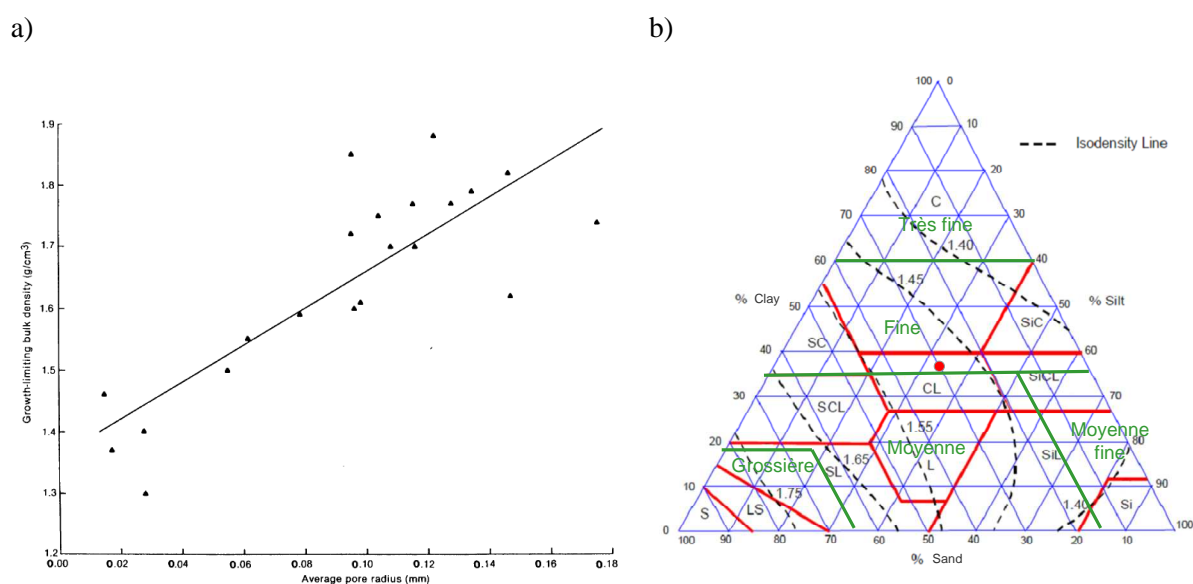 a)
b)
1.9
1.8
1.7
1.6
1.5
1.4
1.3
1.2
Growth-limiting bulk density (g/cm³)
0.00 0.02 0.04 0.06 0.08 0.10 0.12 0.14 0.16 0.18
Average pore radius (mm)
100 0
90 10
Isodensity Line
80 20
C
70 30
Très fine
1.40
60 40
1.45
% Clay
% Silt
50 50
Fine
SiC
SC
40 60
CL
SiCL
30 70
SCL
1.55
Moyenne
Moyenne
fine
20 80
Grossière
1.65
SL
L
SiL
10 90
1.75
1.40
S
LS
Si
0 100
100 90 80 70 60 50 40 30 20 10 0
% Sand